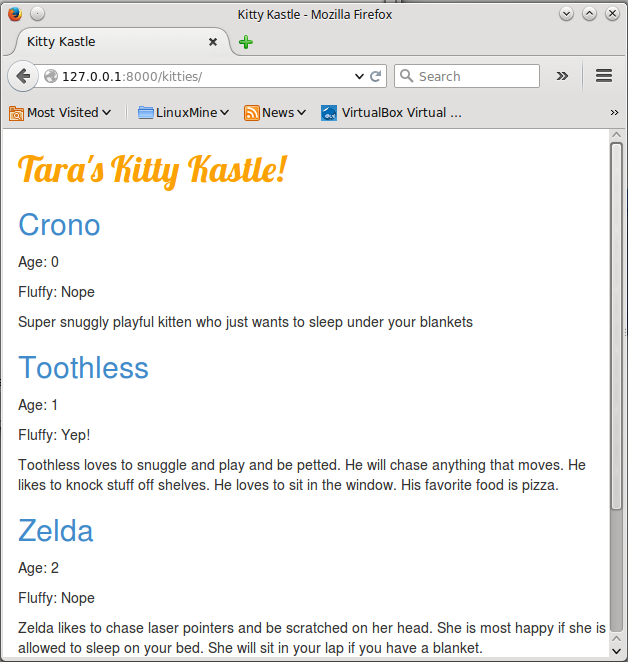 Kitty Kastle - Mozilla Firefox
Kitty Kastle
127.0.0.1:8000/kitties/
Search
Most Visited
LinuxMine
News
VirtualBox Virtual ...
Tara's Kitty Kastle!
Crono
Age: 0
Fluffy: Nope
Super snuggly playful kitten who just wants to sleep under your blankets
Toothless
Age: 1
Fluffy: Yep!
Toothless loves to snuggle and play and be petted. He will chase anything that moves. He
likes to knock stuff off shelves. He loves to sit in the window. His favorite food is pizza.
Zelda
Age: 2
Fluffy: Nope
Zelda likes to chase laser pointers and be scratched on her head. She is most happy if she is
allowed to sleep on your bed. She will sit in your lap if you have a blanket.